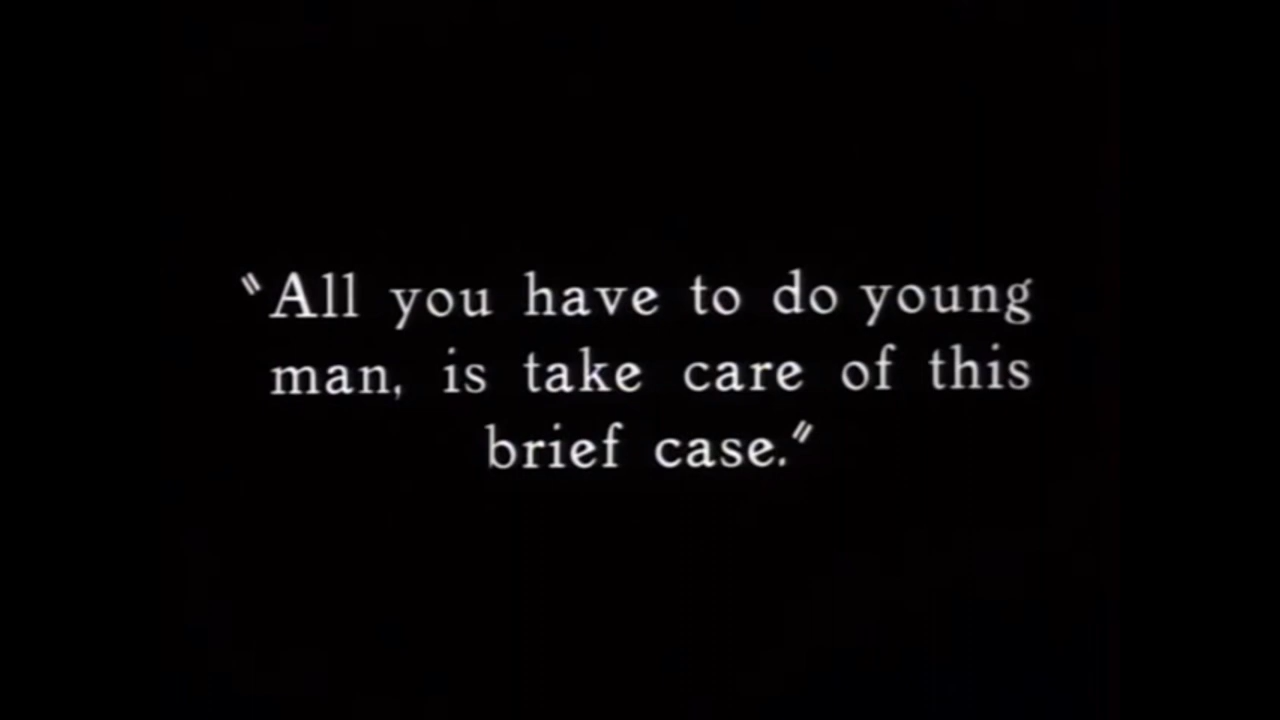 "All you have to do young
man, is take care of this
brief case."